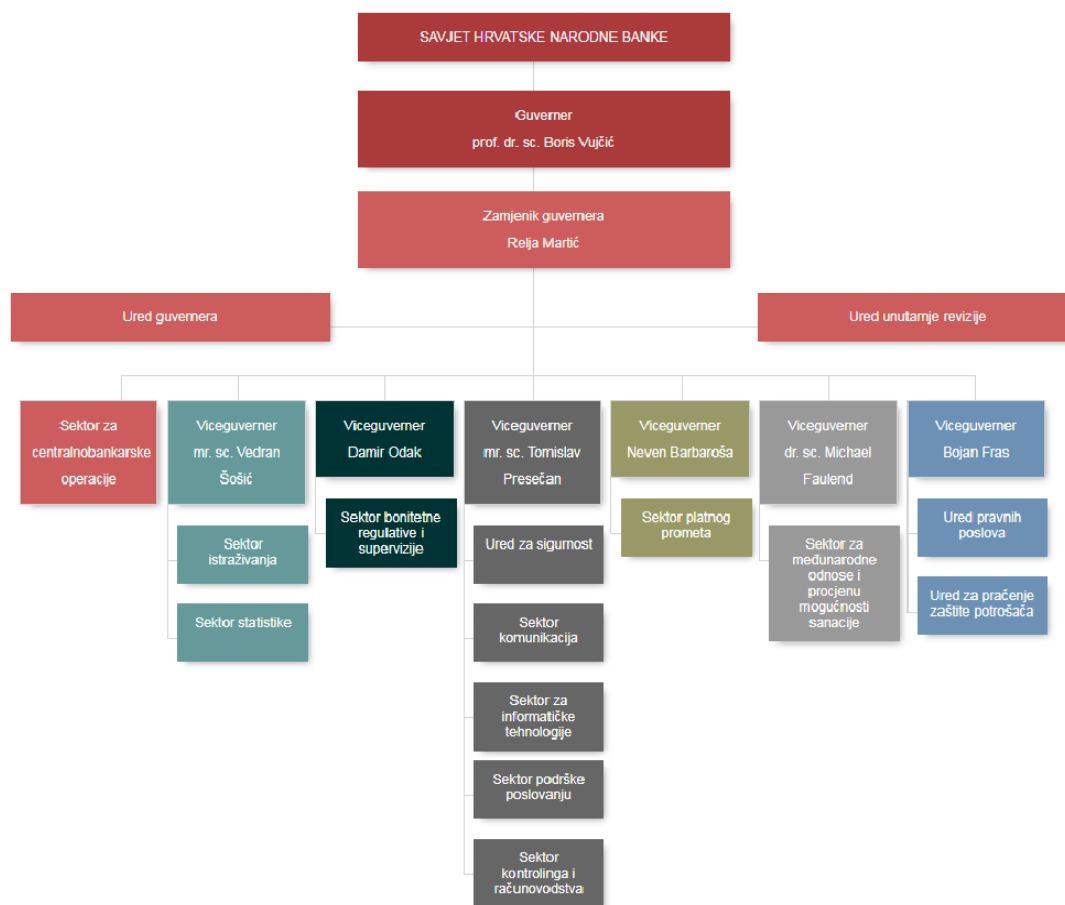 SAVJET HRVATSKE NARODNE BANKE
Guverner
prof. dr. sc. Boris Vujčić
Zamjenik guvernera
Relja Martić
Ured guvernera
Ured unutarnje revizije
Sektor za
centralnobankarske
operacije
Viceguverner
mr. sc. Vedran
Šošić
Sektor
istraživanja
Sektor statistike
Viceguverner
Damir Odak
Sektor bonitetne
regulative i
supervizije
Viceguverner
mr. sc. Tomislav
Presečan
Ured za sigurnost
Sektor
komunikacija
Sektor za
informatičke
tehnologije
Sektor podrške
poslovanju
Sektor
kontrolinga i
računovodstva
Viceguverner
Neven Barbaroša
Sektor platnog
prometa
Viceguverner
dr. sc. Michael
Faulend
Sektor za
međunarodne
odnose i
procjenu
mogućnosti
sanacije
Viceguverner
Bojan Fras
Ured pravnih
poslova
Ured za praćenje
zaštite potrošača